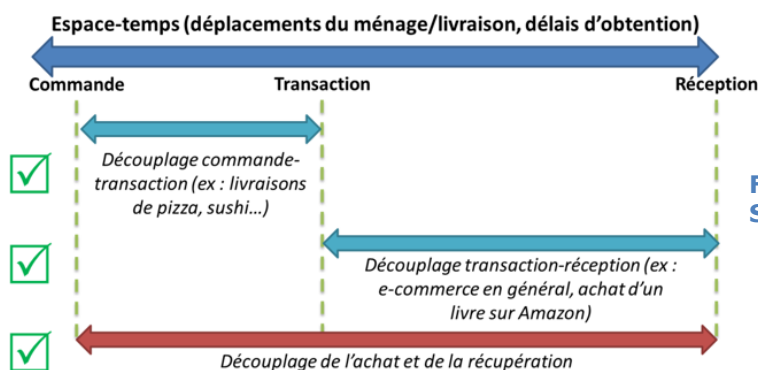 Espace-temps (déplacements du ménage/livraison, délais d'obtention)
Commande Transaction Réception
Découplage commande-
transaction (ex : livraisons
de pizza, sushi...)
Découplage transaction-réception (ex :
e-commerce en général, achat d'un
livre sur Amazon)
Découplage de l'achat et de la récupération